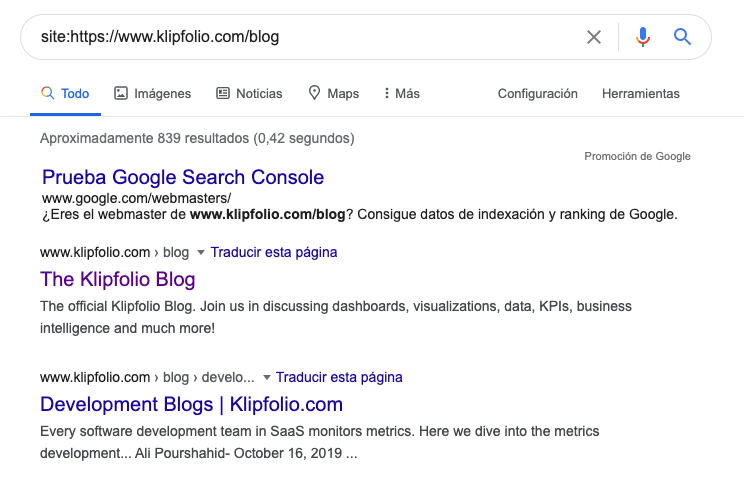 site:https://www.klipfolio.com/blog
Todo Imágenes Noticias Maps Más Configuración Herramientas
Aproximadamente 839 resultados (0,42 segundos)
Promoción de Google
Prueba Google Search Console
www.google.com/webmasters/
¿Eres el webmaster de www.klipfolio.com/blog? Consigue datos de indexación y ranking de Google.
www.klipfolio.com › blog Traducir esta página
The Klipfolio Blog
The official Klipfolio Blog. Join us in discussing dashboards, visualizations, data, KPIs, business
intelligence and much more!
www.klipfolio.com › blog › develo... Traducir esta página
Development Blogs | Klipfolio.com
Every software development team in SaaS monitors metrics. Here we dive into the metrics
development... Ali Pourshahid- October 16, 2019 ...